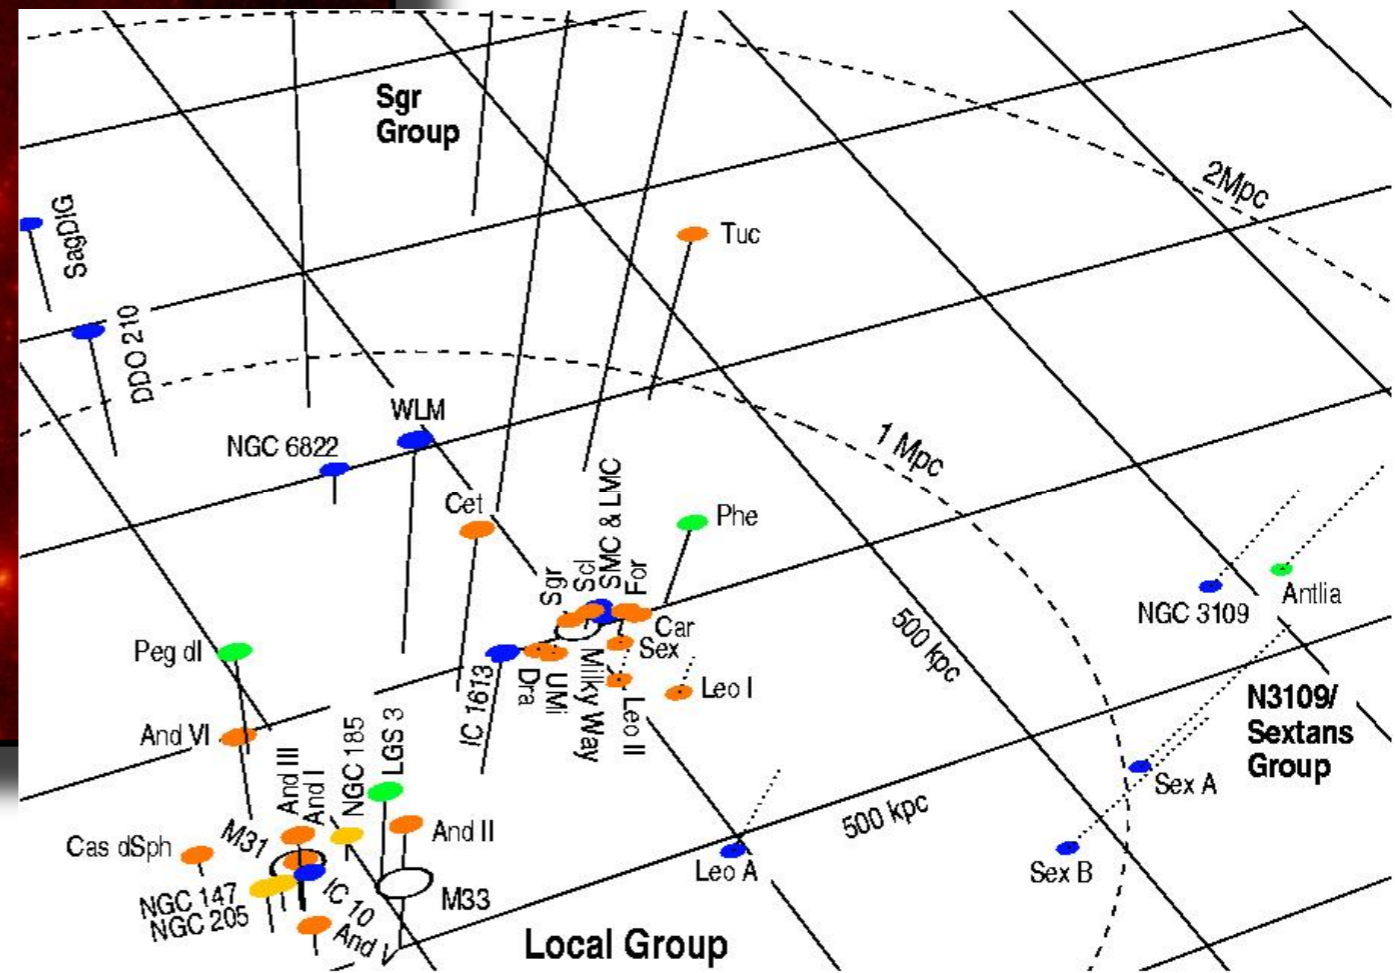 Sgr
Group
2Mpc
SagDIG
Tuc
DDO 210
WLM
1 Mpc
NGC 6822
Cet
SMC & LMC
Phe
Sgr
Scl
For
NGC 3109
Antlia
500 kpc
Car
Sex
Peg dI
Dra
UMi
Milky Way
Leo II
Leo I
IC 1613
N3109/
Sextans
Group
And VI
And III
And I
NGC 185
LGS 3
Sex A
500 kpc
M31
And II
Cas dSph
Leo A
Sex B
NGC 147
NGC 205
IC 10
M33
And V
Local Group